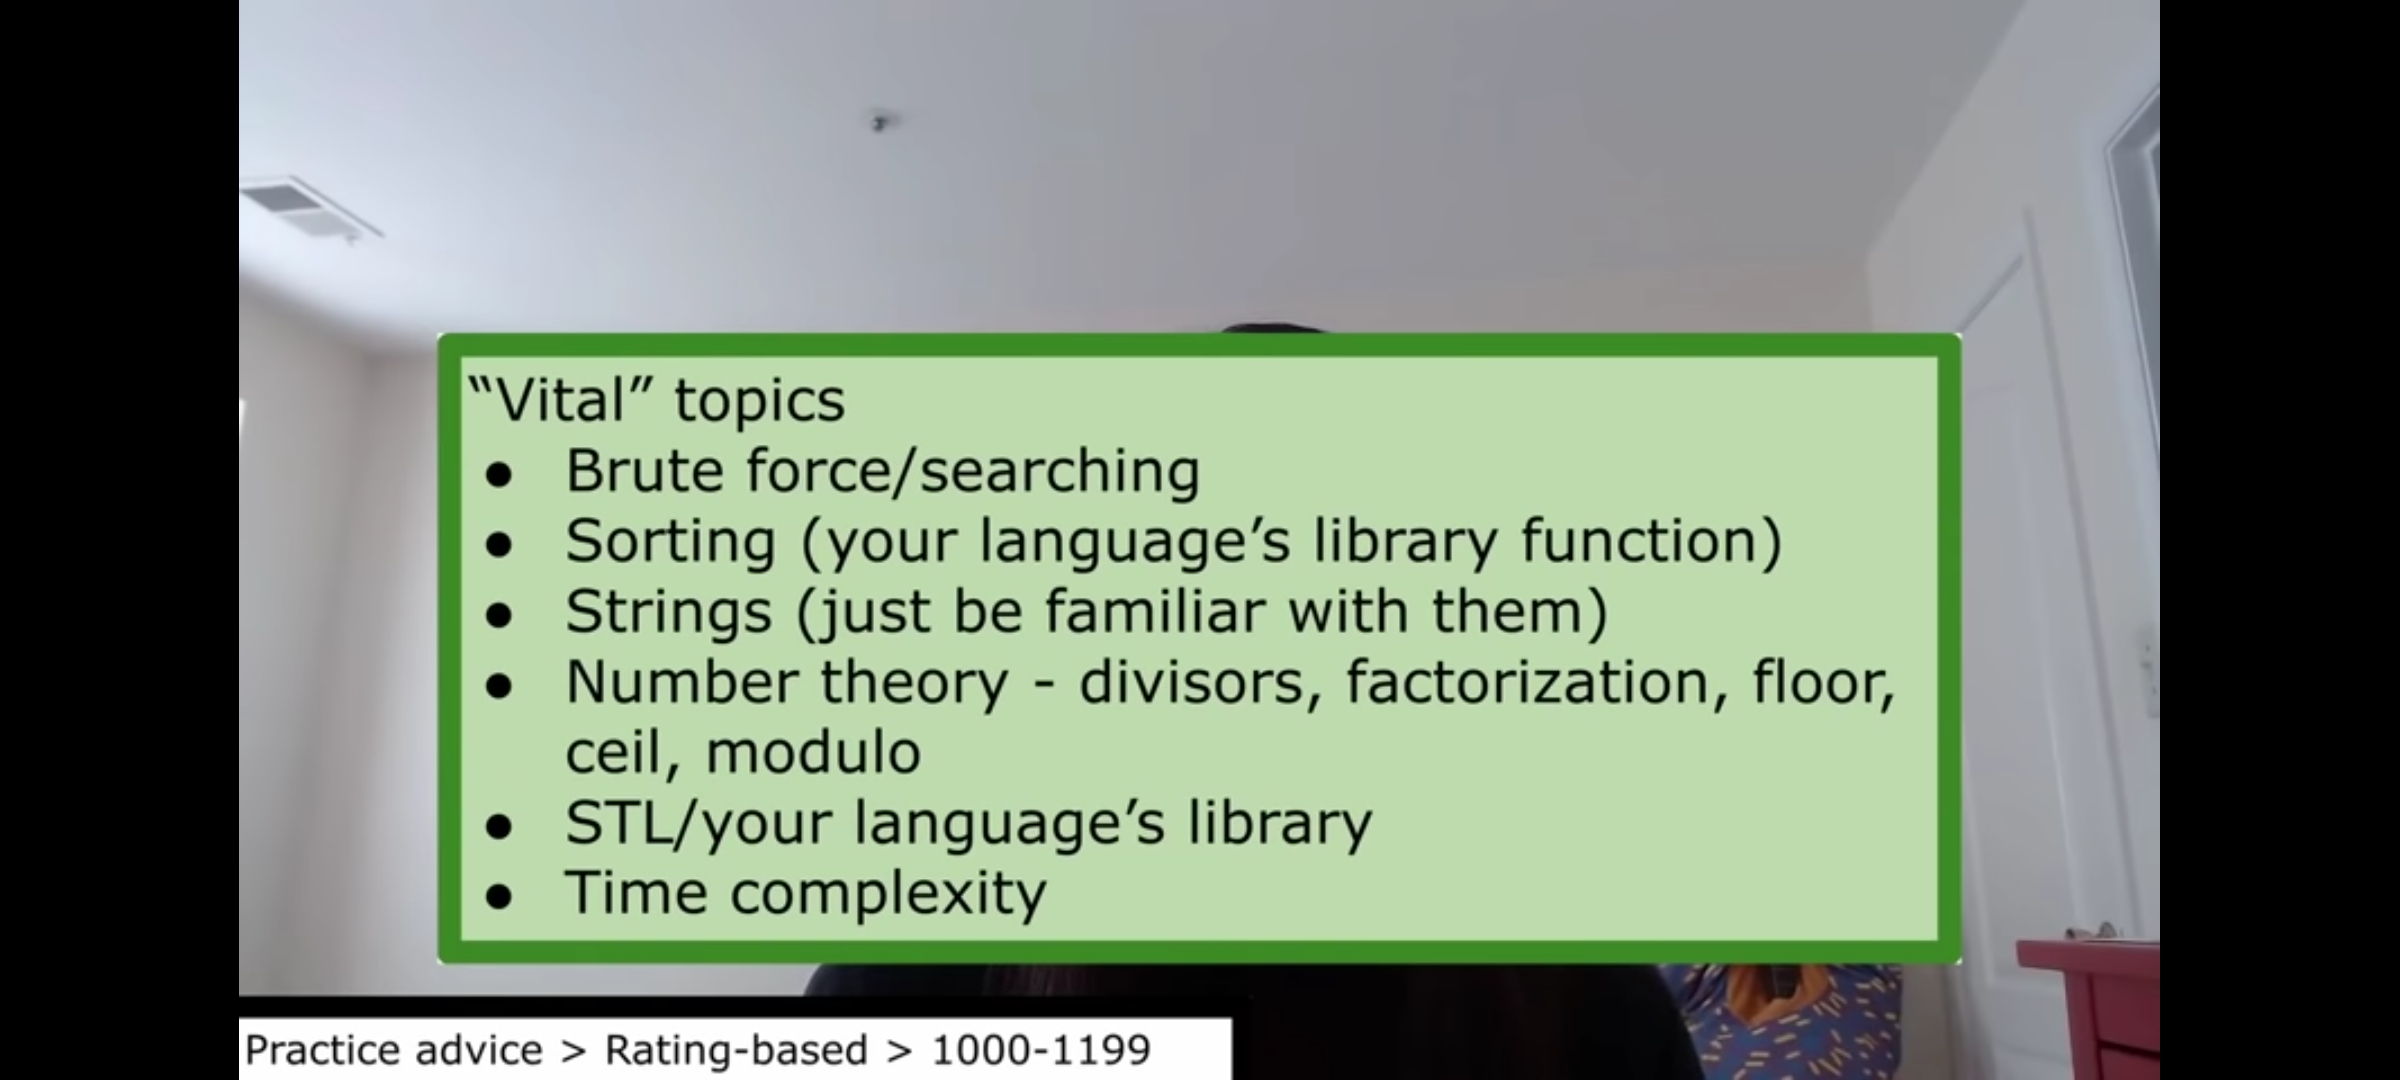 “Vital” topics
● Brute force/searching
● Sorting (your language’s library function)
● Strings (just be familiar with them)
● Number theory - divisors, factorization, floor,
ceil, modulo
● STL/your language’s library
● Time complexity
Practice advice > Rating-based > 1000-1199